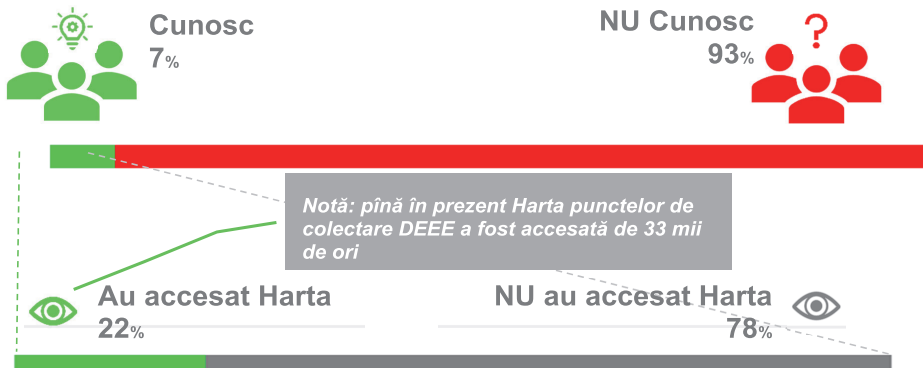 Cunosc
7%
NU Cunosc
93%
Notă: pînă în prezent Harta punctelor de
colectare DEEE a fost accesată de 33 mii
de ori
Au accesat Harta
22%
NU au accesat Harta
78%